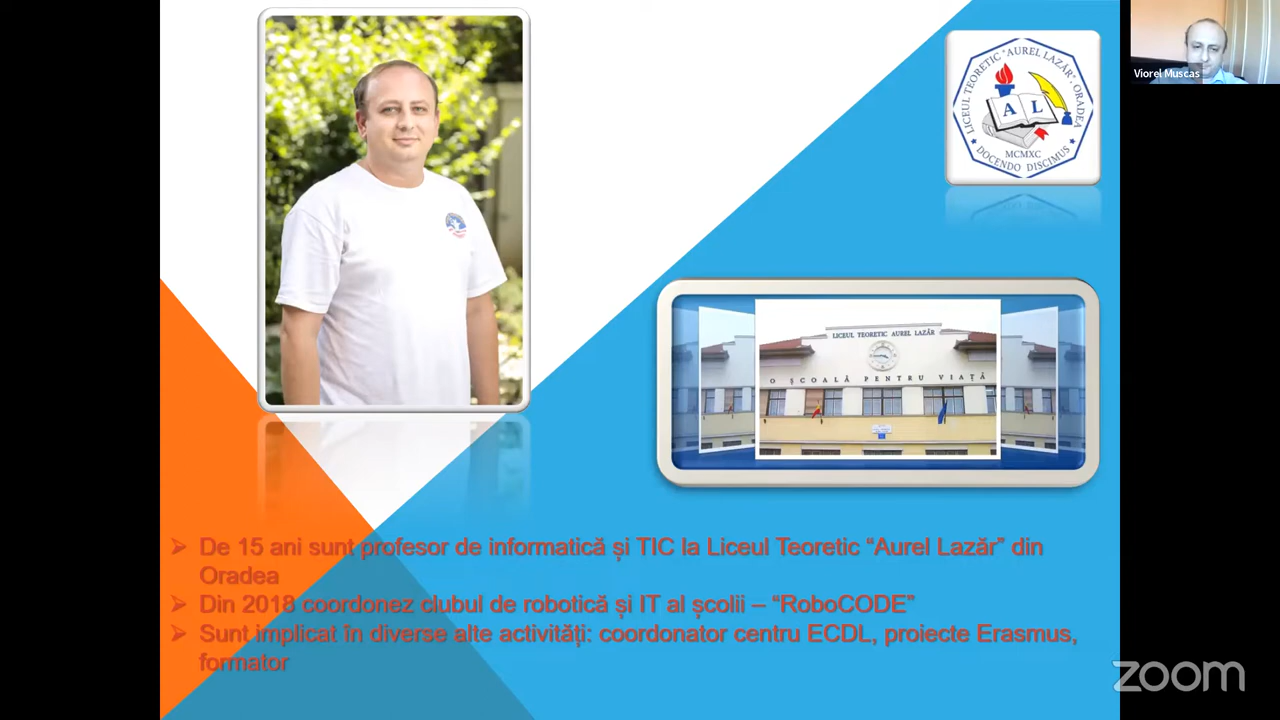 Viorel Muscas
LICEUL TEORETIC "AUREL LAZĂR" - ORADEA
A L
MCMXC
DOCENDO DISCIMUS
LICEUL TEORETIC AUREL LAZĂR
O ȘCOALĂ PENTRU VIAȚĂ
➢ De 15 ani sunt profesor de informatică și TIC la Liceul Teoretic “Aurel Lazăr” din
Oradea
➢ Din 2018 coordonez clubul de robotică și IT al școlii – “RoboCODE”
➢ Sunt implicat în diverse alte activități: coordonator centru ECDL, proiecte Erasmus,
formator
zoom